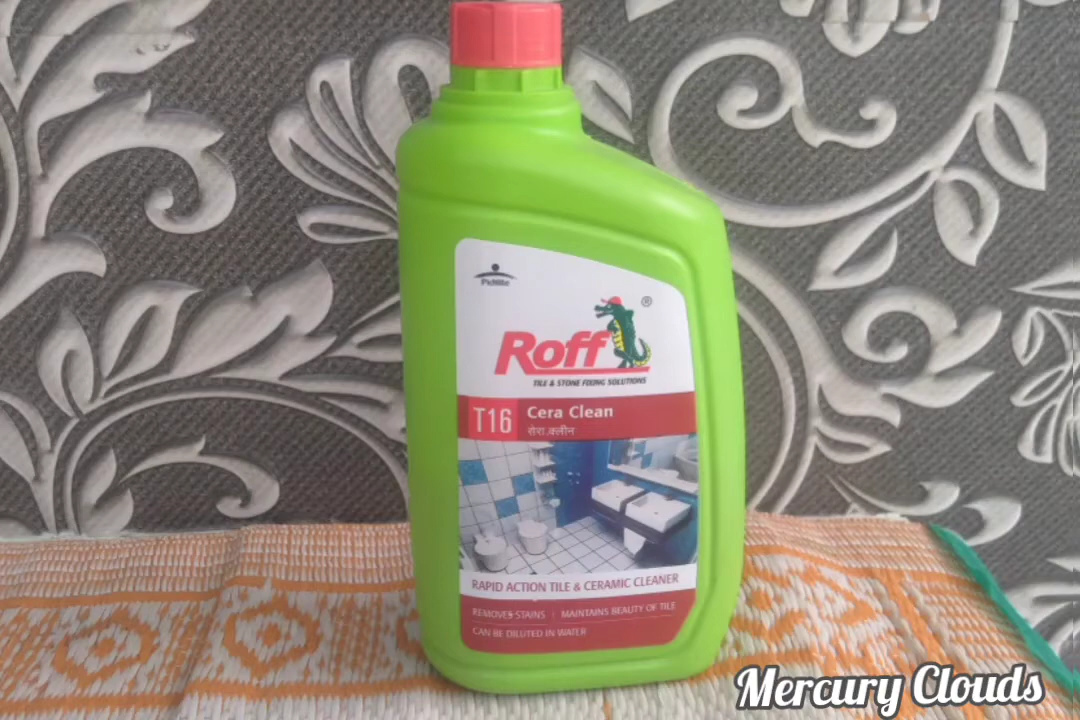 Pidilite
Roff®
TILE & STONE FIXING SOLUTIONS
T16 Cera Clean
सेरा क्लीन
RAPID ACTION TILE & CERAMIC CLEANER
REMOVES STAINS | MAINTAINS BEAUTY OF TILE
CAN BE DILUTED IN WATER
Mercury Clouds